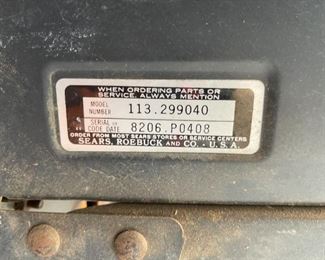 WHEN ORDERING PARTS OR
SERVICE, ALWAYS MENTION
MODEL NUMBER 113.299040
SERIAL or CODE DATE 8206.P0408
ORDER FROM MOST SEARS STORES OR SERVICE CENTERS
SEARS, ROEBUCK AND CO. - U.S.A.